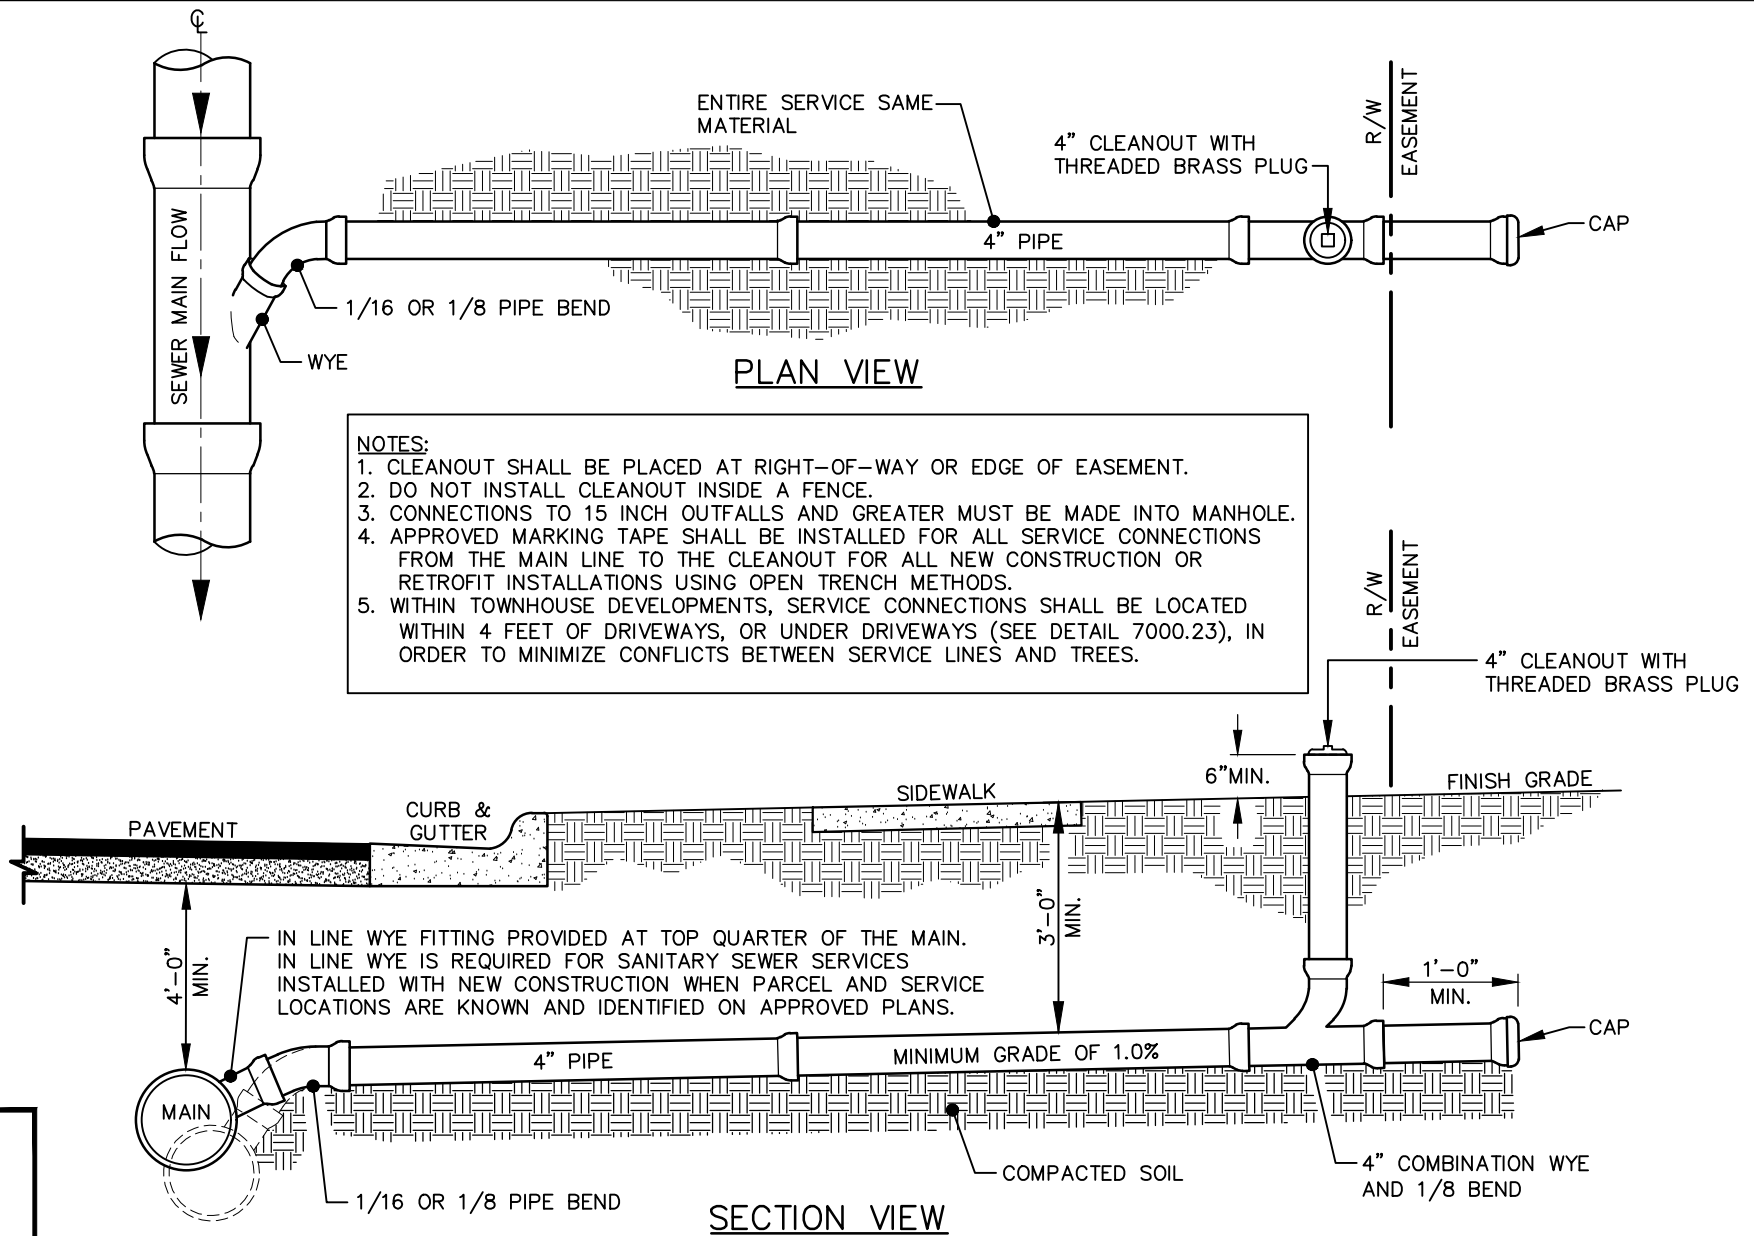 ℄
ENTIRE SERVICE SAME
MATERIAL
4" CLEANOUT WITH
THREADED BRASS PLUG
R/W
EASEMENT
CAP
4" PIPE
SEWER MAIN FLOW
1/16 OR 1/8 PIPE BEND
WYE
PLAN VIEW
NOTES:
1. CLEANOUT SHALL BE PLACED AT RIGHT-OF-WAY OR EDGE OF EASEMENT.
2. DO NOT INSTALL CLEANOUT INSIDE A FENCE.
3. CONNECTIONS TO 15 INCH OUTFALLS AND GREATER MUST BE MADE INTO MANHOLE.
4. APPROVED MARKING TAPE SHALL BE INSTALLED FOR ALL SERVICE CONNECTIONS
FROM THE MAIN LINE TO THE CLEANOUT FOR ALL NEW CONSTRUCTION OR
RETROFIT INSTALLATIONS USING OPEN TRENCH METHODS.
5. WITHIN TOWNHOUSE DEVELOPMENTS, SERVICE CONNECTIONS SHALL BE LOCATED
WITHIN 4 FEET OF DRIVEWAYS, OR UNDER DRIVEWAYS (SEE DETAIL 7000.23), IN
ORDER TO MINIMIZE CONFLICTS BETWEEN SERVICE LINES AND TREES.
R/W
EASEMENT
4" CLEANOUT WITH
THREADED BRASS PLUG
6"MIN.
FINISH GRADE
SIDEWALK
CURB &
GUTTER
PAVEMENT
4'-0"
MIN.
3'-0"
MIN.
IN LINE WYE FITTING PROVIDED AT TOP QUARTER OF THE MAIN.
IN LINE WYE IS REQUIRED FOR SANITARY SEWER SERVICES
INSTALLED WITH NEW CONSTRUCTION WHEN PARCEL AND SERVICE
LOCATIONS ARE KNOWN AND IDENTIFIED ON APPROVED PLANS.
1'-0"
MIN.
CAP
4" PIPE
MINIMUM GRADE OF 1.0%
MAIN
COMPACTED SOIL
4" COMBINATION WYE
AND 1/8 BEND
1/16 OR 1/8 PIPE BEND
SECTION VIEW